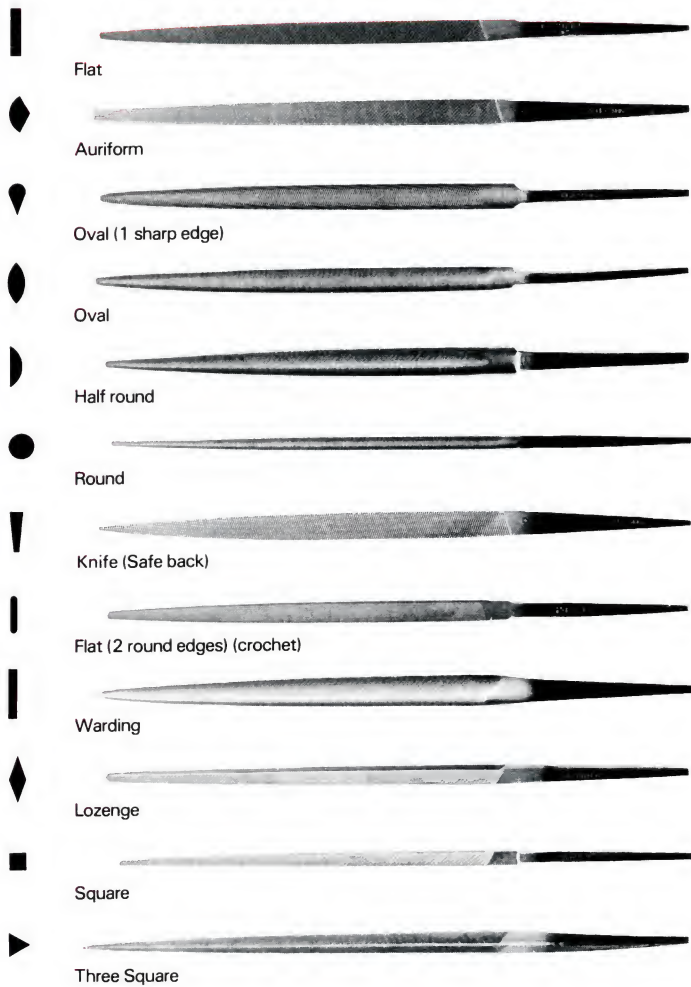 Flat
Auriform
Oval (1 sharp edge)
Oval
Half round
Round
Knife (Safe back)
Flat (2 round edges) (crochet)
Warding
Lozenge
Square
Three Square